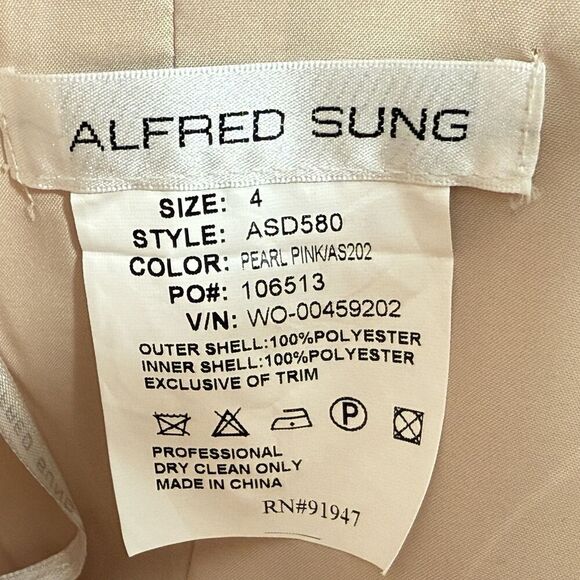 ALFRED SUNG
SIZE: 4
STYLE: ASD580
COLOR: PEARL PINK/AS202
PO#: 106513
V/N: WO-00459202
OUTER SHELL:100%POLYESTER
INNER SHELL:100%POLYESTER
EXCLUSIVE OF TRIM
P
PROFESSIONAL
DRY CLEAN ONLY
MADE IN CHINA
RN#91947